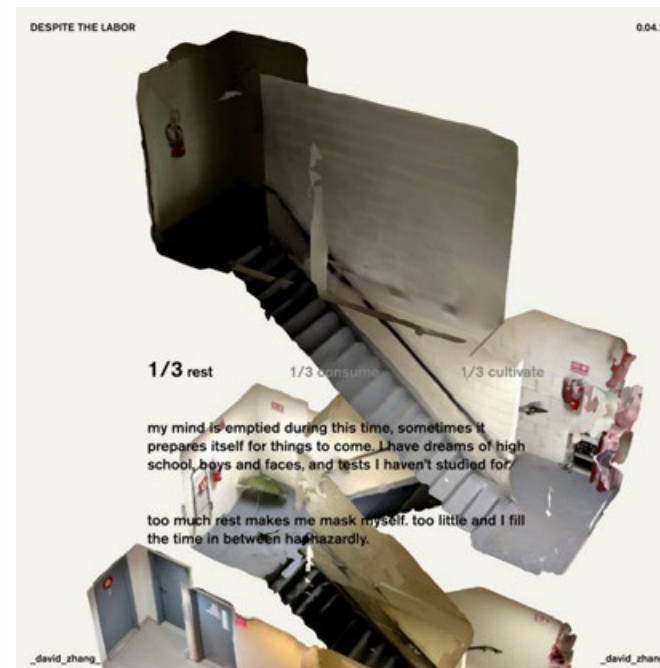 DESPITE THE LABOR
0.04.
1/3 rest
1/3 consume
1/3 cultivate
my mind is emptied during this time, sometimes it
prepares itself for things to come. I have dreams of high
school, boys and faces, and tests I haven't studied for.
too much rest makes me mask myself. too little and I fill
the time in between haphazardly.
_david_zhang_
_david_zhang_